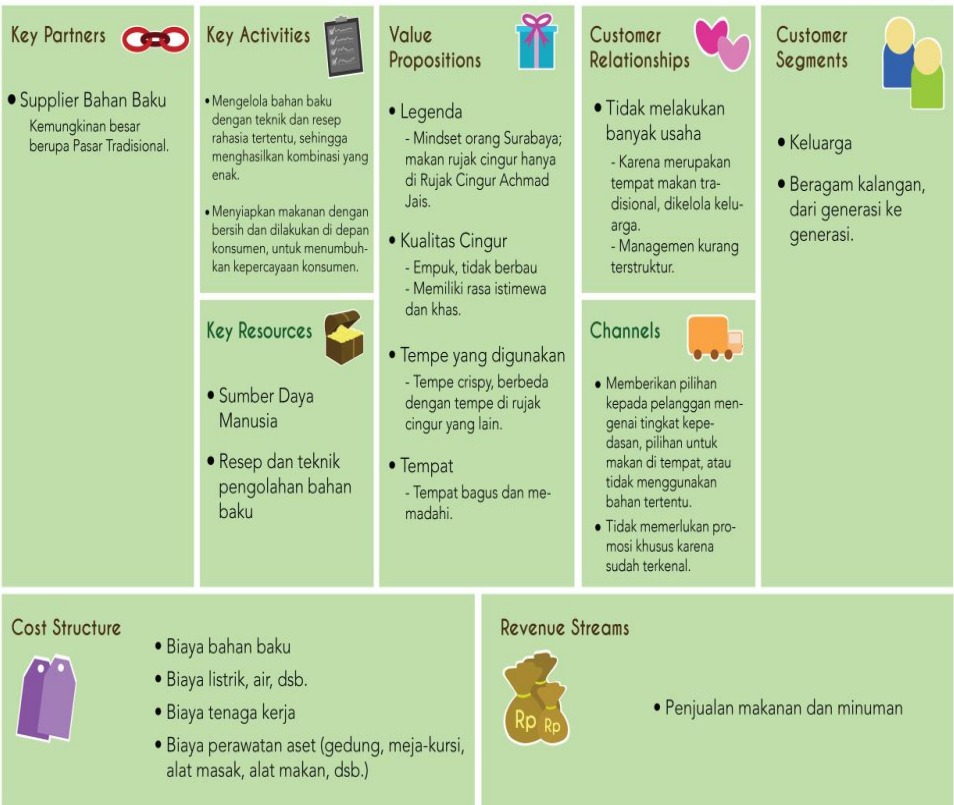 Key Partners
• Supplier Bahan Baku
Kemungkinan besar
berupa Pasar Tradisional.
Key Activities
• Mengelola bahan baku
dengan teknik dan resep
rahasia tertentu, sehingga
menghasilkan kombinasi yang
enak.
• Menyiapkan makanan dengan
bersih dan dilakukan di depan
konsumen, untuk menumbuh-
kan kepercayaan konsumen.
Key Resources
• Sumber Daya
Manusia
• Resep dan teknik
pengolahan bahan
baku
Value
Propositions
• Legenda
- Mindset orang Surabaya;
makan rujak cingur hanya
di Rujak Cingur Achmad
Jais.
• Kualitas Cingur
- Empuk, tidak berbau
- Memiliki rasa istimewa
dan khas.
• Tempe yang digunakan
- Tempe crispy, berbeda
dengan tempe di rujak
cingur yang lain.
• Tempat
- Tempat bagus dan me-
madahi.
Customer
Relationships
• Tidak melakukan
banyak usaha
- Karena merupakan
tempat makan tra-
disional, dikelola kelu-
arga.
- Managemen kurang
terstruktur.
Channels
• Memberikan pilihan
kepada pelanggan men-
genai tingkat kepe-
dasan, pilihan untuk
makan di tempat, atau
tidak menggunakan
bahan tertentu.
• Tidak memerlukan pro-
mosi khusus karena
sudah terkenal.
Customer
Segments
• Keluarga
• Beragam kalangan,
dari generasi ke
generasi.
Cost Structure
• Biaya bahan baku
• Biaya listrik, air, dsb.
• Biaya tenaga kerja
• Biaya perawatan aset (gedung, meja-kursi,
alat masak, alat makan, dsb.)
Revenue Streams
Rp Rp
• Penjualan makanan dan minuman